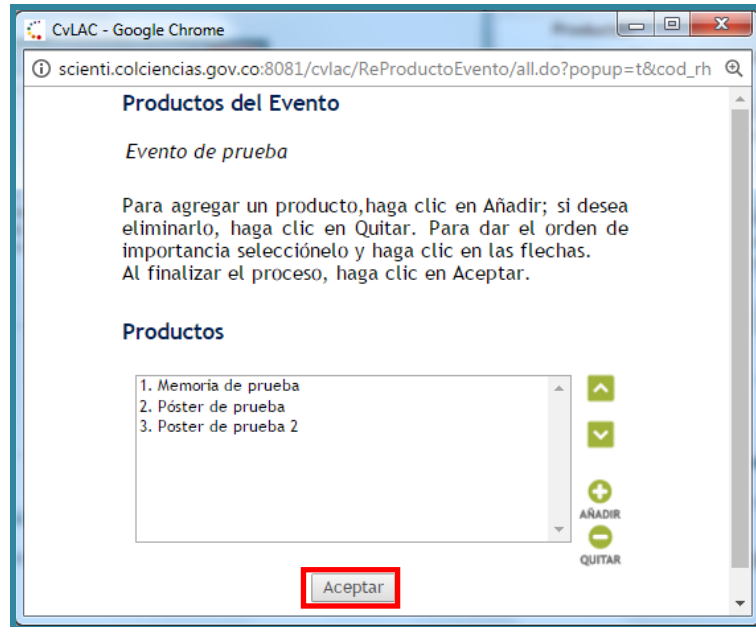 CvLAC - Google Chrome
scienti.colciencias.gov.co:8081/cvlac/ReProductoEvento/all.do?popup=t&cod_rh
Productos del Evento
Evento de prueba
Para agregar un producto,haga clic en Añadir; si desea
eliminarlo, haga clic en Quitar. Para dar el orden de
importancia selecciónelo y haga clic en las flechas.
Al finalizar el proceso, haga clic en Aceptar.
Productos
1. Memoria de prueba
2. Póster de prueba
3. Poster de prueba 2
AÑADIR
QUITAR
Aceptar